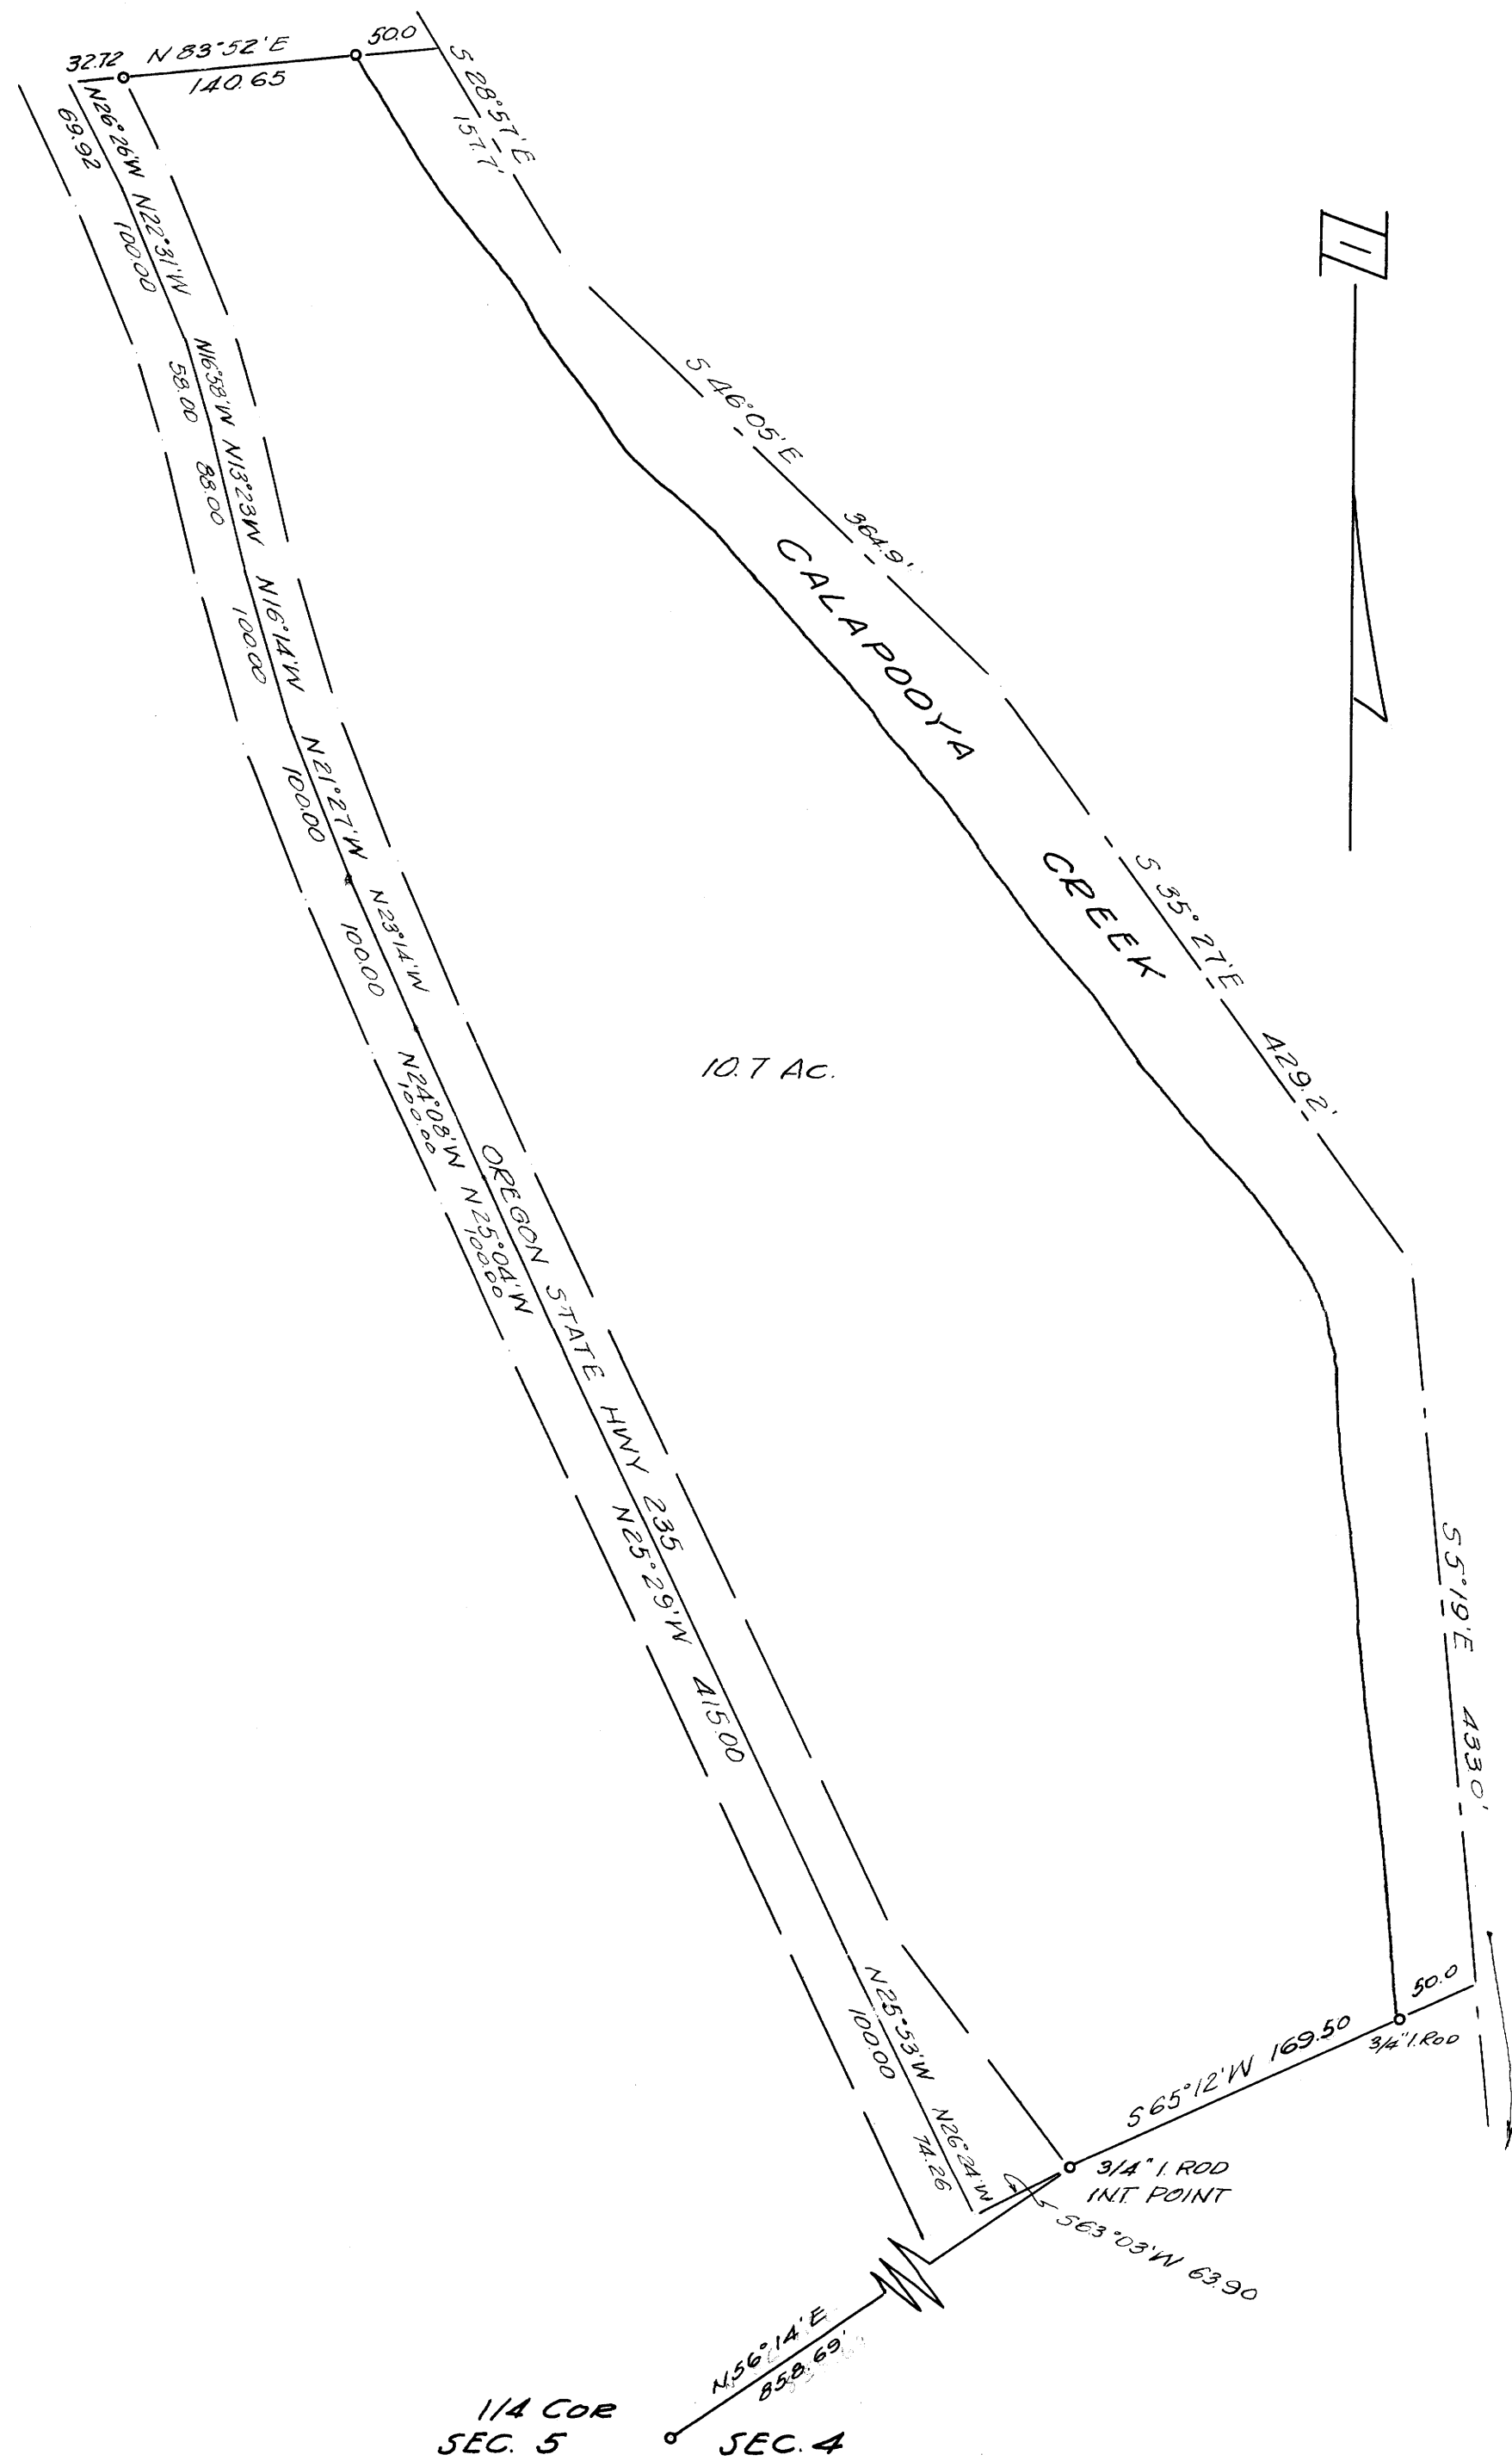 32.72 N 83°52'E 50.0
140.65
S 28°57'E
157.7'
N26°26'W
69.92
N22°31'W
100.00
N16°58'W
58.00
N13°23'W
88.00
N16°14'W
100.00
N21°27'W
100.00
N23°14'W
100.00
N24°08'W
100.00
N25°04'W
100.00
S 46°05'E
364.9'
CALAPOOYA
CREEK
S 35°27'E
429.2'
10.7 AC.
OREGON STATE HWY 235
N25°29'W 415.00
S5°19'E 433.0'
N25°53'W
100.00
N26°24'W
74.26
50.0
3/4" I. ROD
S65°12'W 169.50
3/4" I. ROD
INT. POINT
S63°03'W 63.90
N56°14'E
858.69'
1/4 COR
SEC. 5 SEC. 4